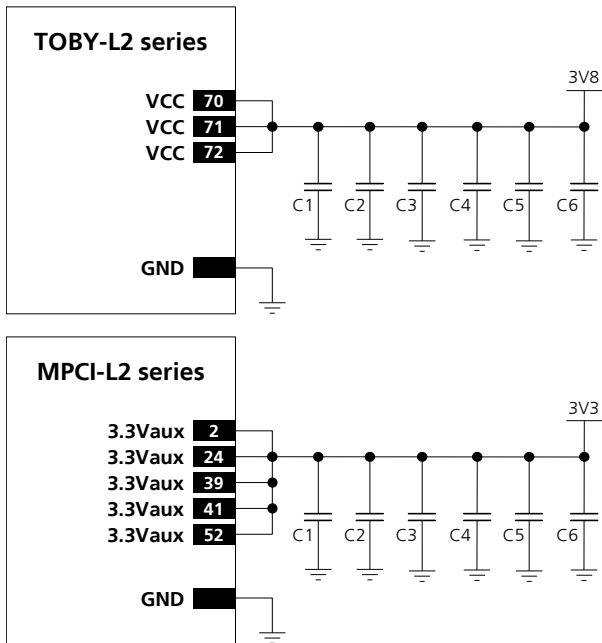 TOBY-L2 series
3V8
VCC 70
VCC 71
VCC 72
C1 C2 C3 C4 C5 C6
GND
MPCI-L2 series
3V3
3.3Vaux 2
3.3Vaux 24
3.3Vaux 39
3.3Vaux 41
3.3Vaux 52
C1 C2 C3 C4 C5 C6
GND